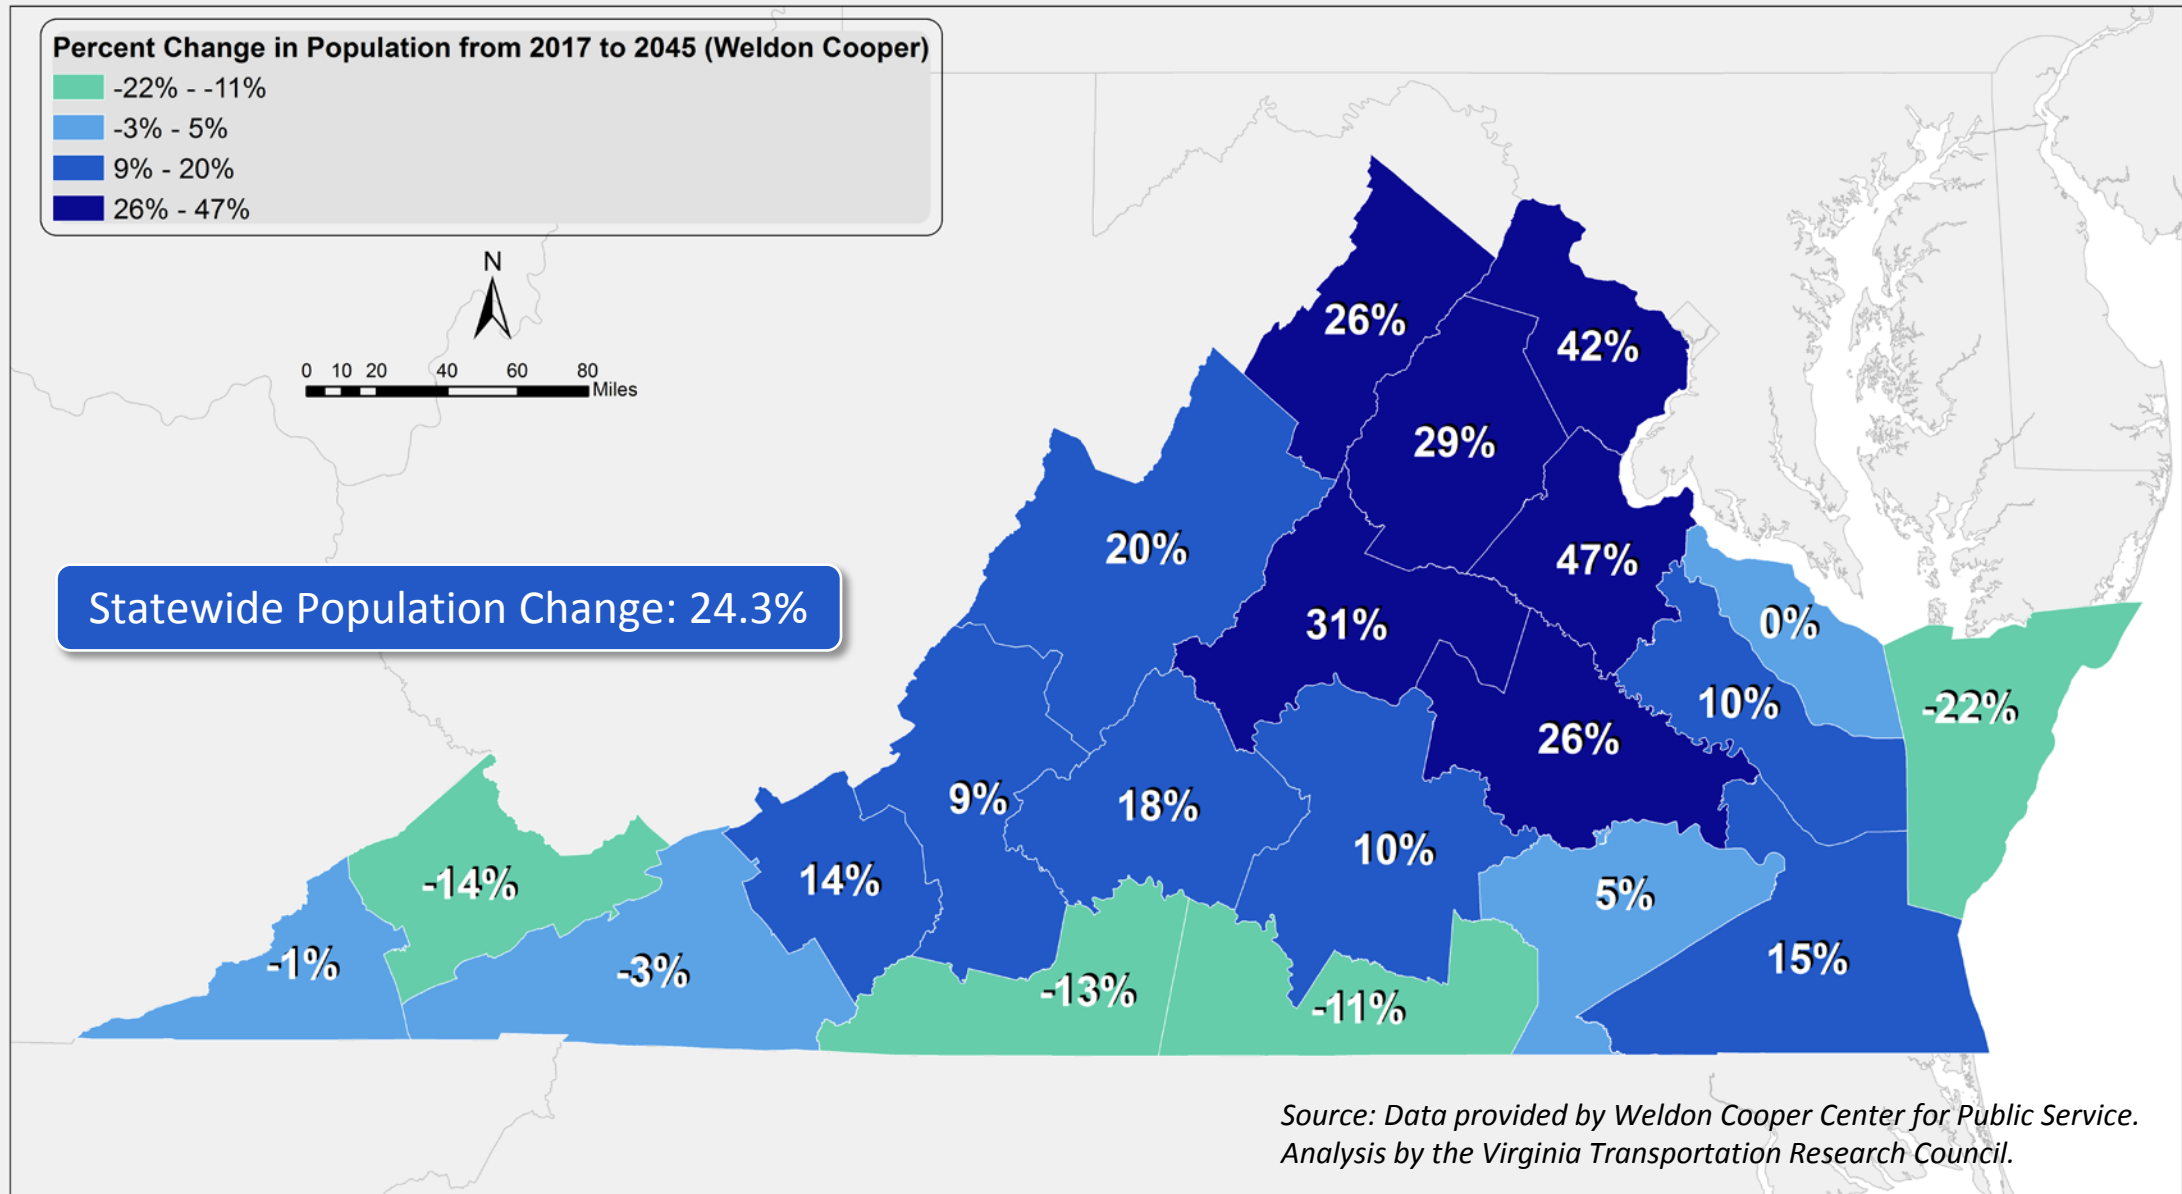 Percent Change in Population from 2017 to 2045 (Weldon Cooper)
-22% - -11%
-3% - 5%
9% - 20%
26% - 47%
N
0 10 20 40 60 80
Miles
26%
42%
29%
20%
47%
Statewide Population Change: 24.3%
31%
0%
10%
-22%
26%
9%
18%
10%
-14%
14%
5%
-1%
-3%
15%
-13%
-11%
Source: Data provided by Weldon Cooper Center for Public Service.
Analysis by the Virginia Transportation Research Council.